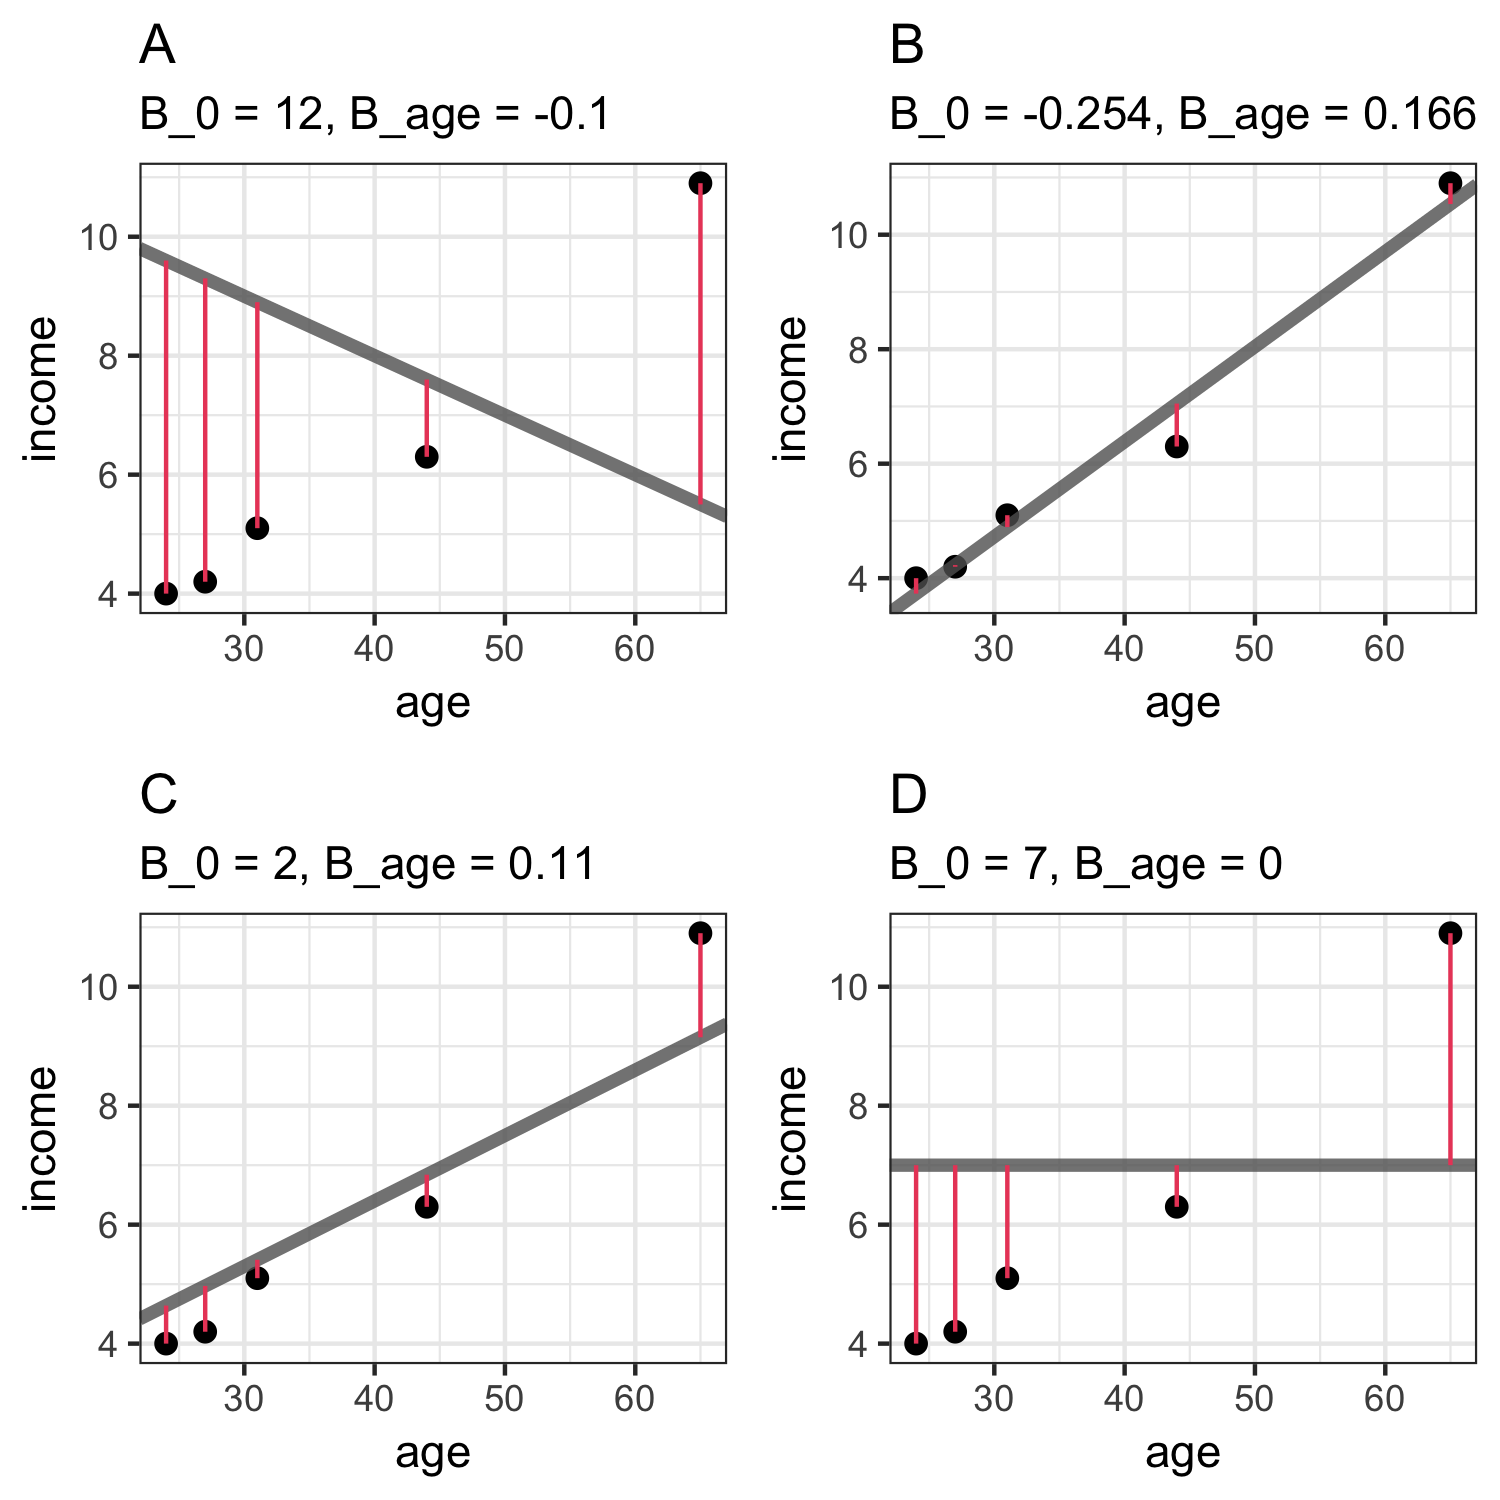 A
B_0 = 12, B_age = -0.1
10
8
6
4
30 40 50 60
income
age
B
B_0 = -0.254, B_age = 0.166
10
8
6
4
30 40 50 60
income
age
C
B_0 = 2, B_age = 0.11
10
8
6
4
30 40 50 60
income
age
D
B_0 = 7, B_age = 0
10
8
6
4
30 40 50 60
income
age